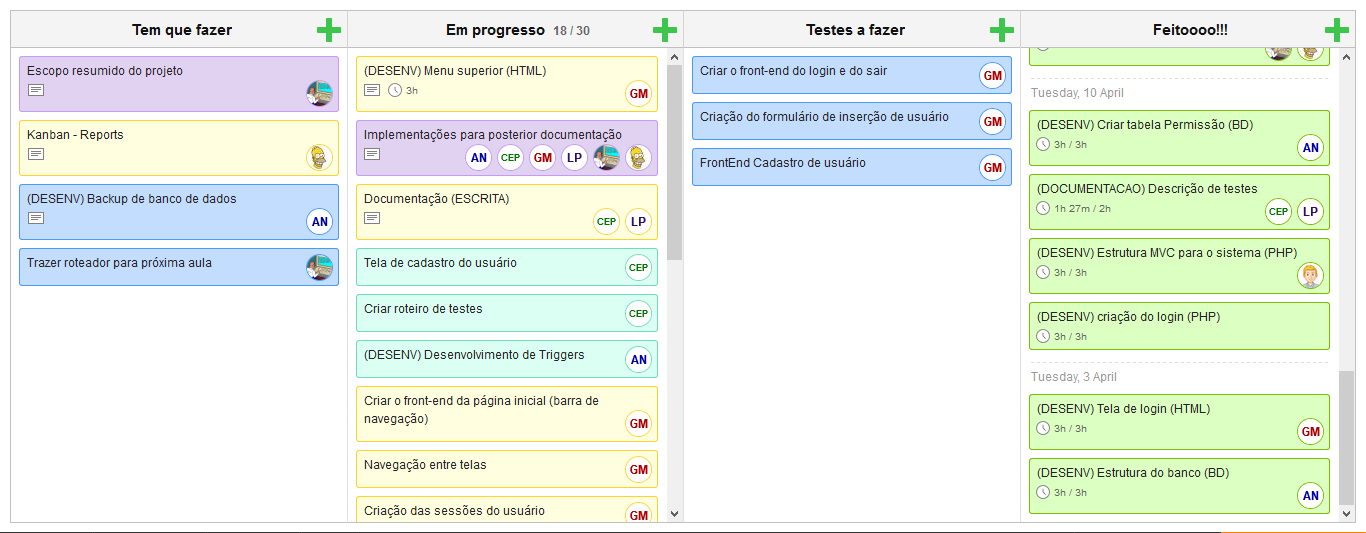 Tem que fazer
Escopo resumido do projeto
Kanban - Reports
(DESENV) Backup de banco de dados
AN
Trazer roteador para próxima aula
Em progresso 18 / 30
(DESENV) Menu superior (HTML)
3h
GM
Implementações para posterior documentação
AN CEP GM LP
Documentação (ESCRITA)
CEP LP
Tela de cadastro do usuário
CEP
Criar roteiro de testes
CEP
(DESENV) Desenvolvimento de Triggers
AN
Criar o front-end da página inicial (barra de
navegação)
GM
Navegação entre telas
GM
Criação das sessões do usuário
GM
Testes a fazer
Criar o front-end do login e do sair
GM
Criação do formulário de inserção de usuário
GM
FrontEnd Cadastro de usuário
GM
Feitoooo!!!
Tuesday, 10 April
(DESENV) Criar tabela Permissão (BD)
3h / 3h
AN
(DOCUMENTACAO) Descrição de testes
1h 27m / 2h
CEP LP
(DESENV) Estrutura MVC para o sistema (PHP)
3h / 3h
(DESENV) criação do login (PHP)
3h / 3h
Tuesday, 3 April
(DESENV) Tela de login (HTML)
3h / 3h
GM
(DESENV) Estrutura do banco (BD)
3h / 3h
AN